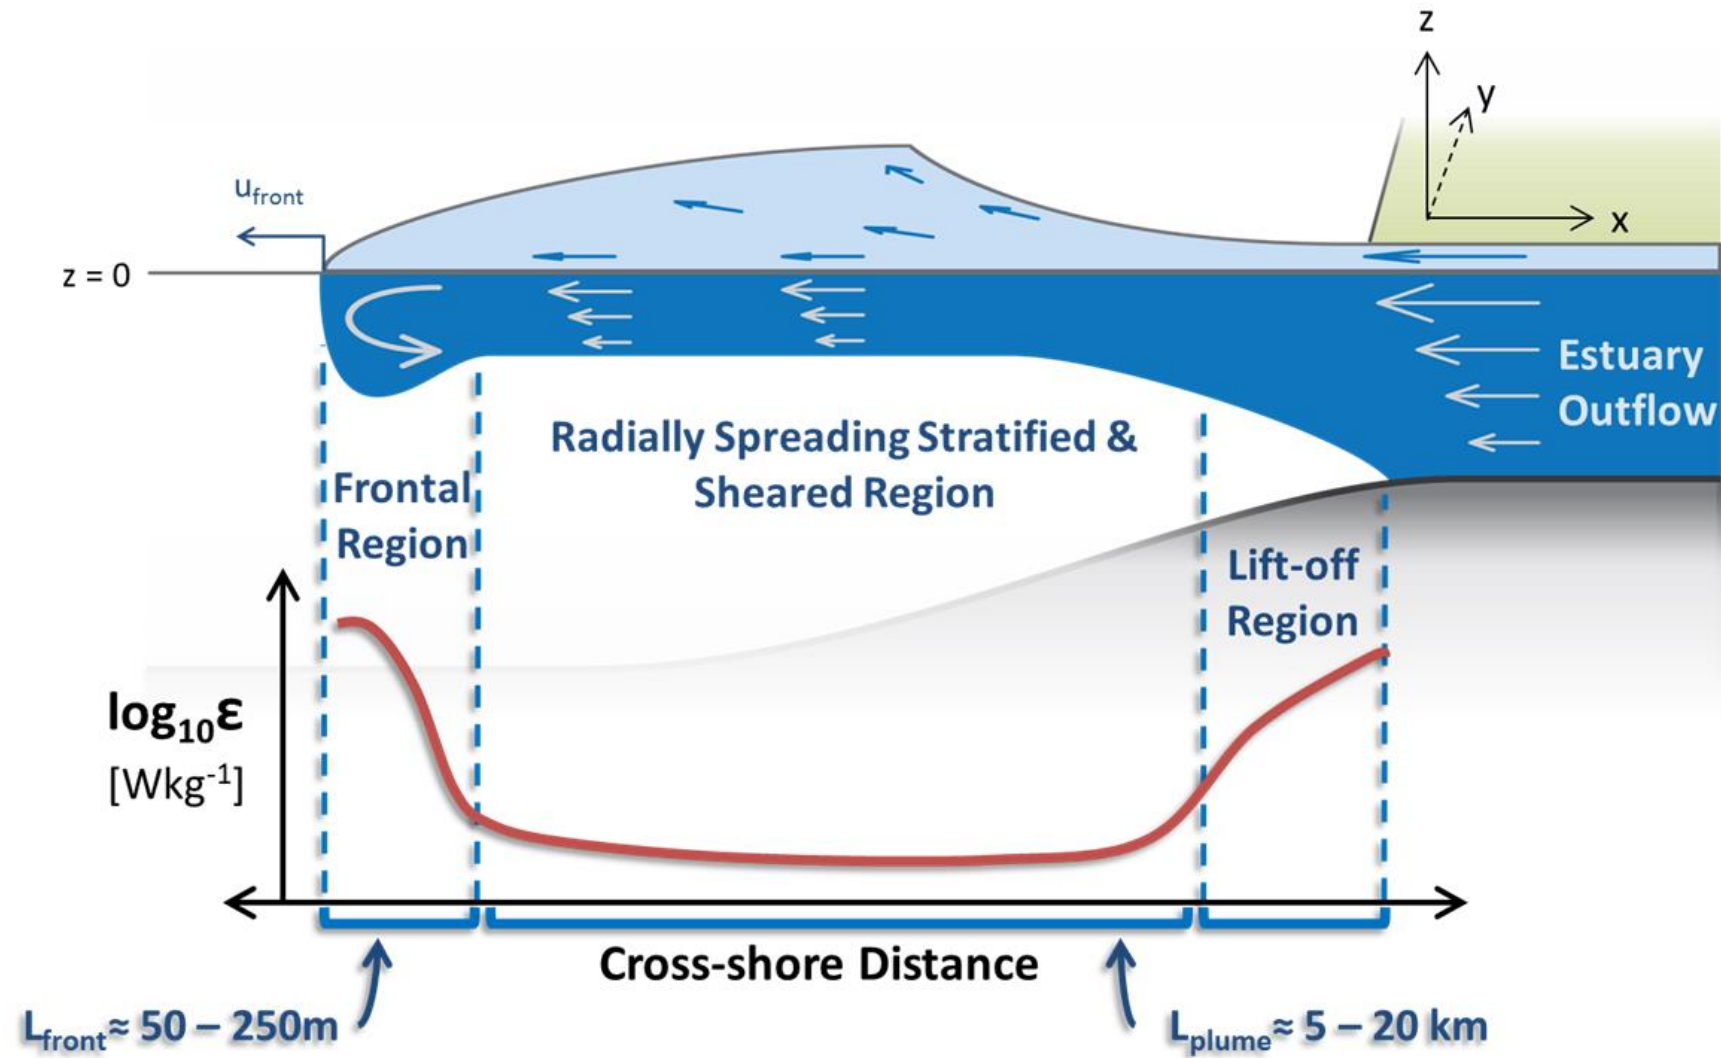 z
y
x
u_front
z = 0
Estuary
Outflow
Radially Spreading Stratified &
Sheared Region
Frontal
Region
Lift-off
Region
log₁₀ε
[Wkg⁻¹]
Cross-shore Distance
L_front≈ 50 – 250m
L_plume≈ 5 – 20 km